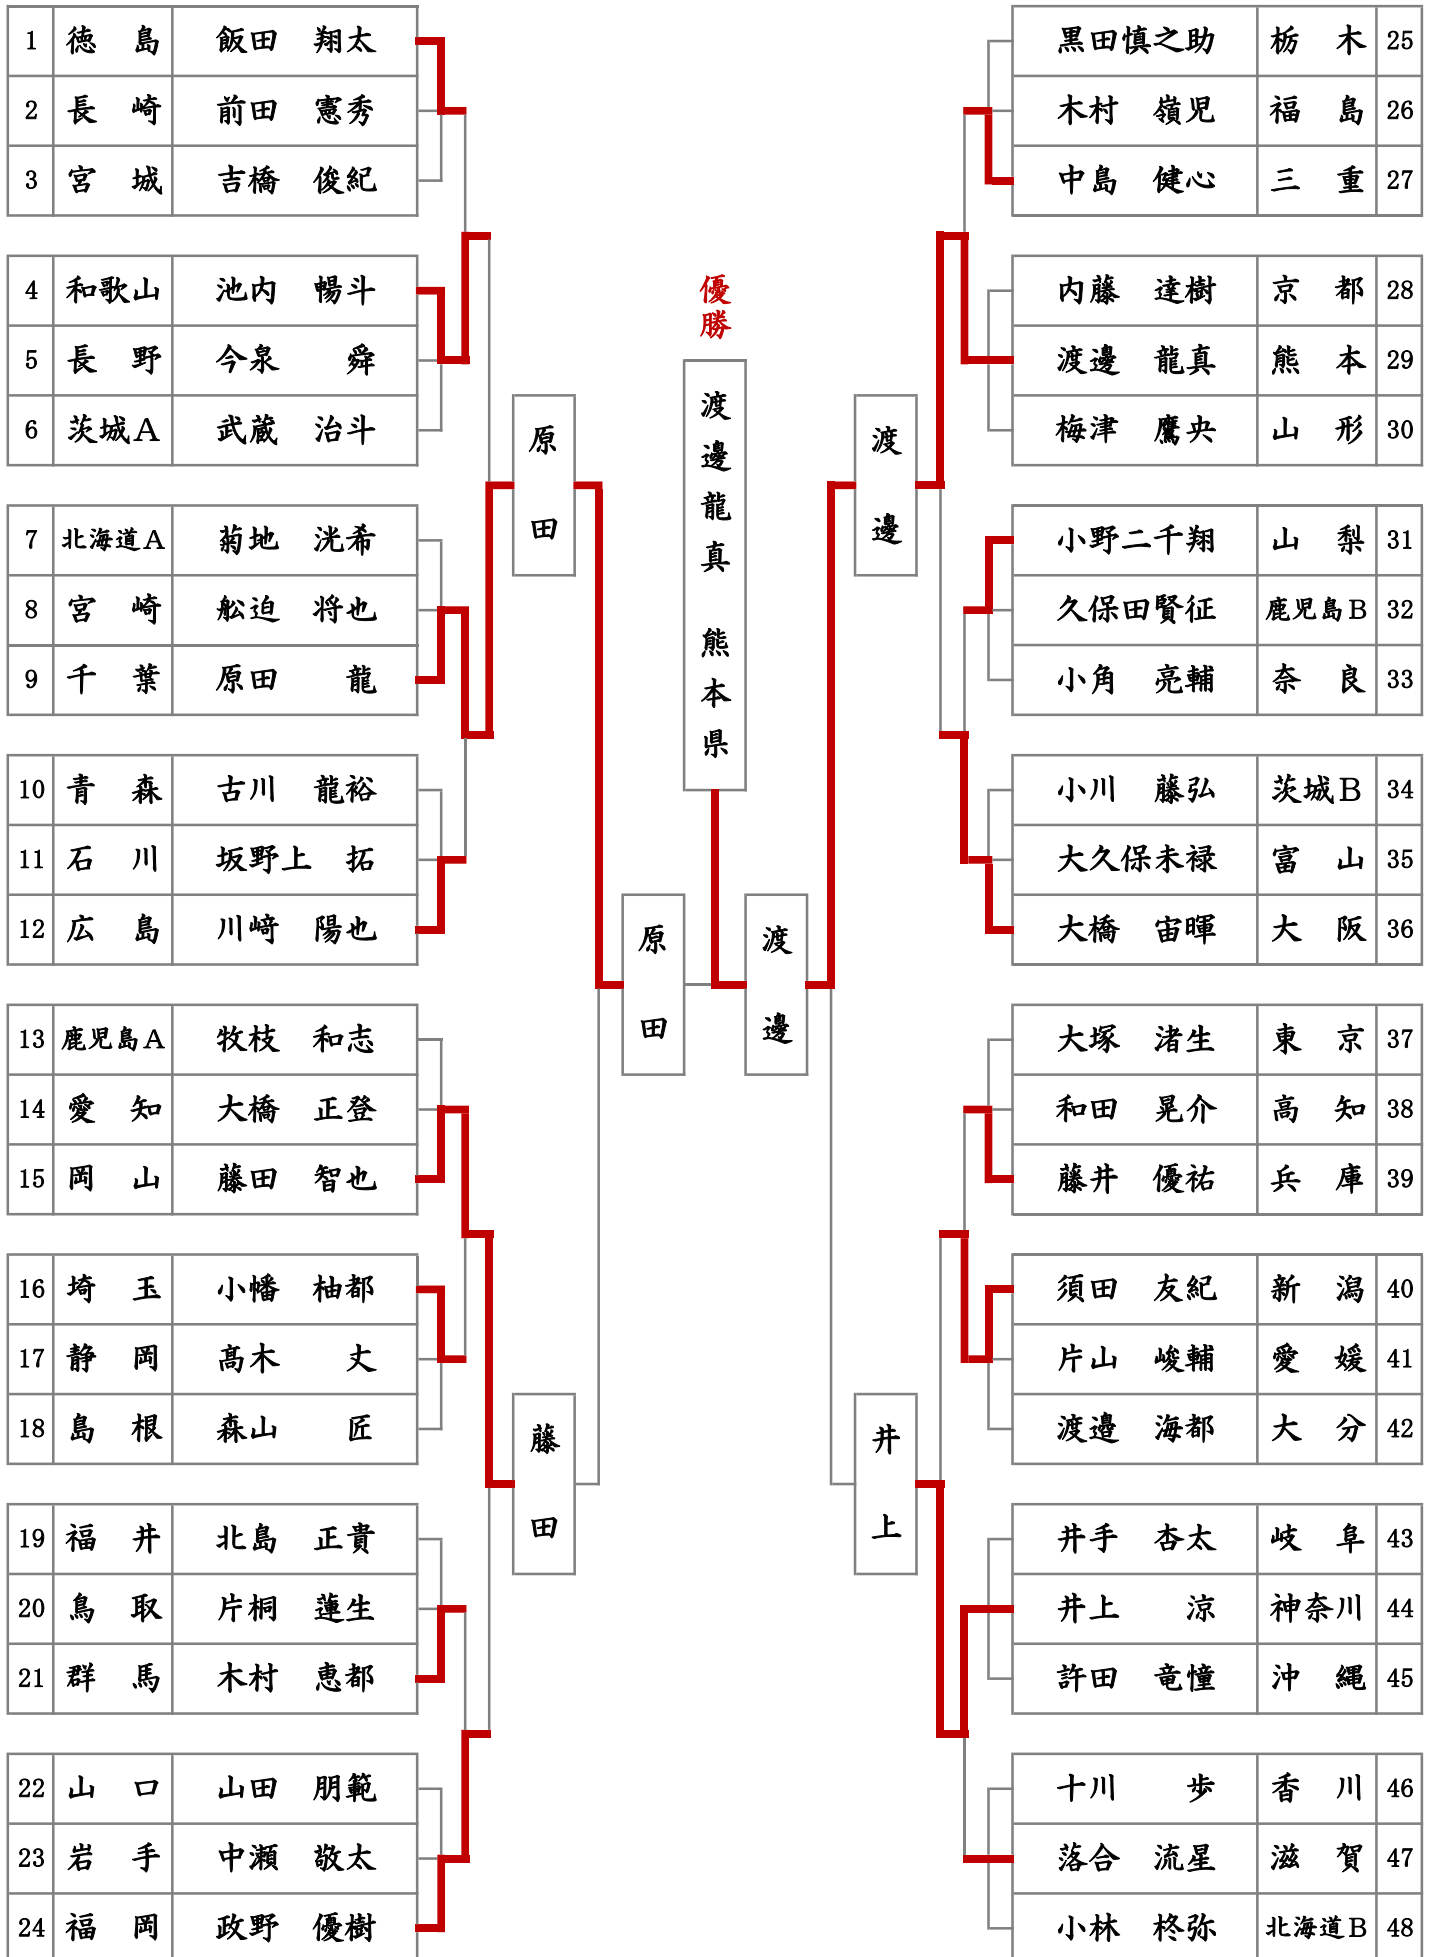 1 徳島 飯田 翔太
2 長崎 前田 憲秀
3 宮城 吉橋 俊紀
4 和歌山 池内 暢斗
5 長野 今泉 舜
6 茨城A 武蔵 治斗
7 北海道A 菊地 洸希
8 宮崎 舩迫 将也
9 千葉 原田 龍
10 青森 古川 龍裕
11 石川 坂野上 拓
12 広島 川﨑 陽也
13 鹿児島A 牧枝 和志
14 愛知 大橋 正登
15 岡山 藤田 智也
16 埼玉 小幡 柚都
17 静岡 髙木 丈
18 島根 森山 匠
19 福井 北島 正貴
20 鳥取 片桐 蓮生
21 群馬 木村 恵都
22 山口 山田 朋範
23 岩手 中瀬 敬太
24 福岡 政野 優樹
原田
藤田
原田
優勝
渡邊龍真 熊本県
渡邊
渡邊
井上
黒田慎之助 栃木 25
木村 嶺児 福島 26
中島 健心 三重 27
内藤 達樹 京都 28
渡邊 龍真 熊本 29
梅津 鷹央 山形 30
小野二千翔 山梨 31
久保田賢征 鹿児島B 32
小角 亮輔 奈良 33
小川 藤弘 茨城B 34
大久保未禄 富山 35
大橋 宙暉 大阪 36
大塚 渚生 東京 37
和田 晃介 高知 38
藤井 優祐 兵庫 39
須田 友紀 新潟 40
片山 峻輔 愛媛 41
渡邉 海都 大分 42
井手 杏太 岐阜 43
井上 涼 神奈川 44
許田 竜憧 沖縄 45
十川 歩 香川 46
落合 流星 滋賀 47
小林 柊弥 北海道B 48